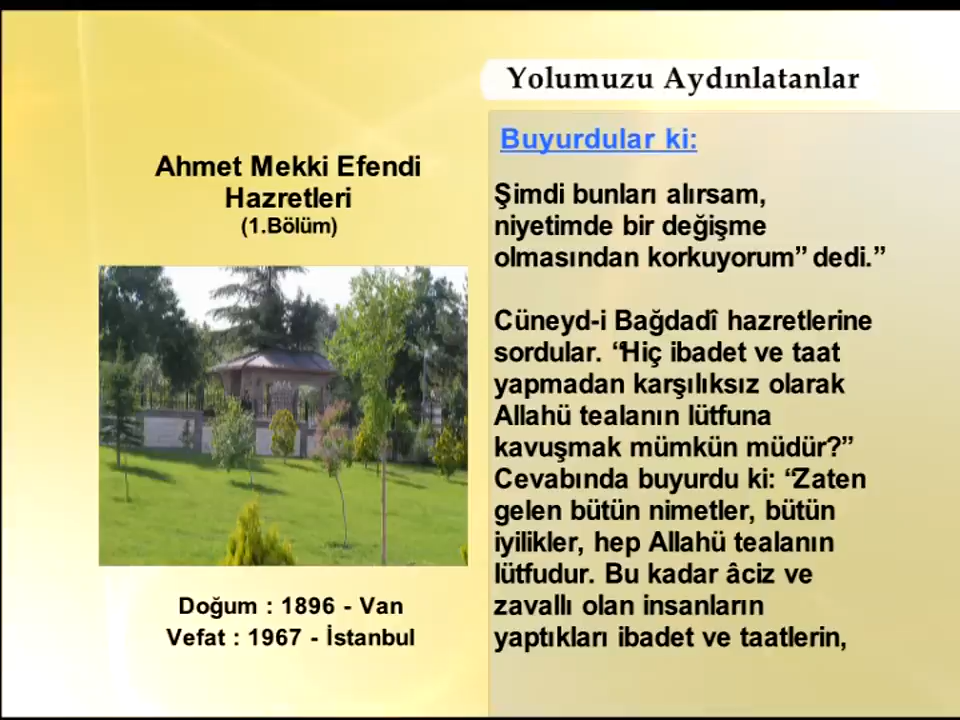 Yolumuzu Aydınlatanlar
Ahmet Mekki Efendi
Hazretleri
(1.Bölüm)
Doğum : 1896 - Van
Vefat : 1967 - İstanbul
Buyurdular ki:
Şimdi bunları alırsam,
niyetimde bir değişme
olmasından korkuyorum” dedi.”
Cüneyd-i Bağdadî hazretlerine
sordular. “Hiç ibadet ve taat
yapmadan karşılıksız olarak
Allahü tealanın lütfuna
kavuşmak mümkün müdür?”
Cevabında buyurdu ki: “Zaten
gelen bütün nimetler, bütün
iyilikler, hep Allahü tealanın
lütfudur. Bu kadar âciz ve
zavallı olan insanların
yaptıkları ibadet ve taatlerin,